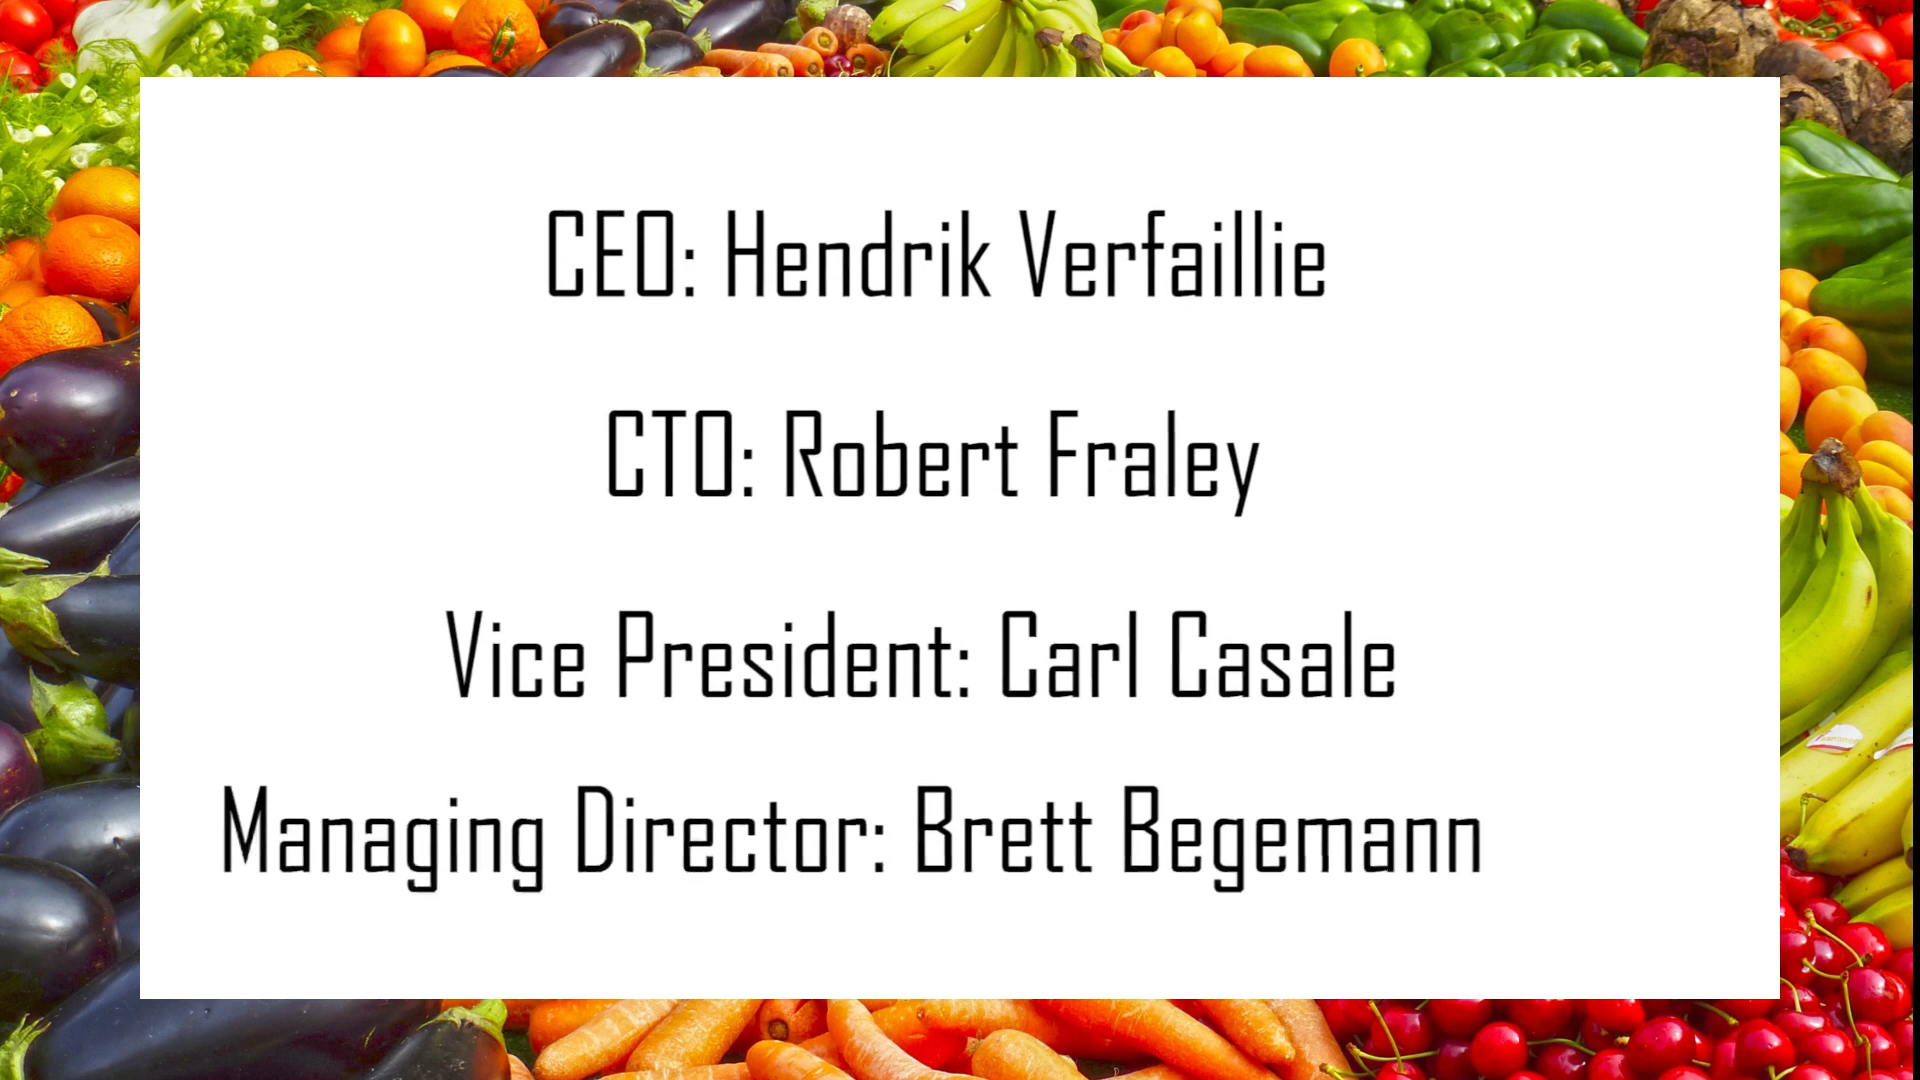 CEO: Hendrik Verfaillie
CTO: Robert Fraley
Vice President: Carl Casale
Managing Director: Brett Begemann